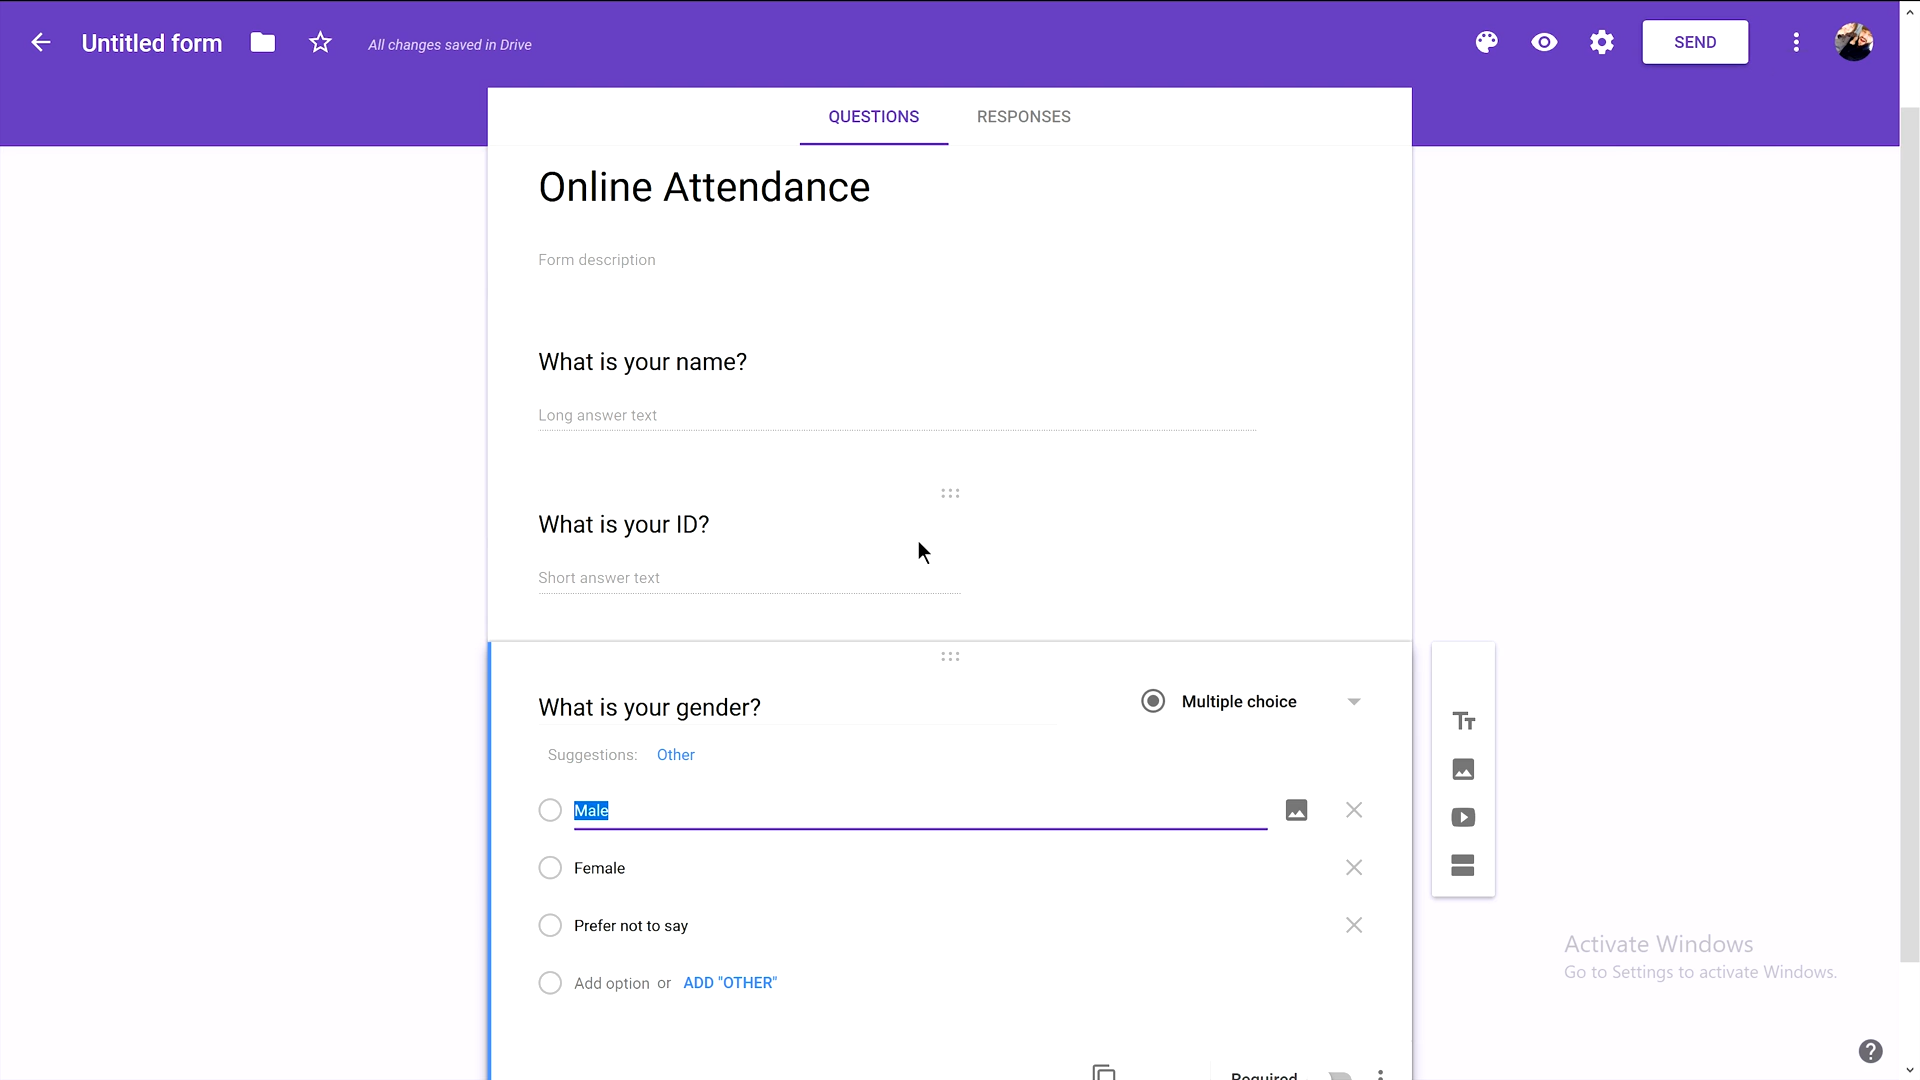 Untitled form
All changes saved in Drive
SEND
QUESTIONS RESPONSES
Online Attendance
Form description
What is your name?
Long answer text
What is your ID?
Short answer text
What is your gender?
Multiple choice
Suggestions: Other
Male
Female
Prefer not to say
Add option or ADD "OTHER"
Required
Activate Windows
Go to Settings to activate Windows.